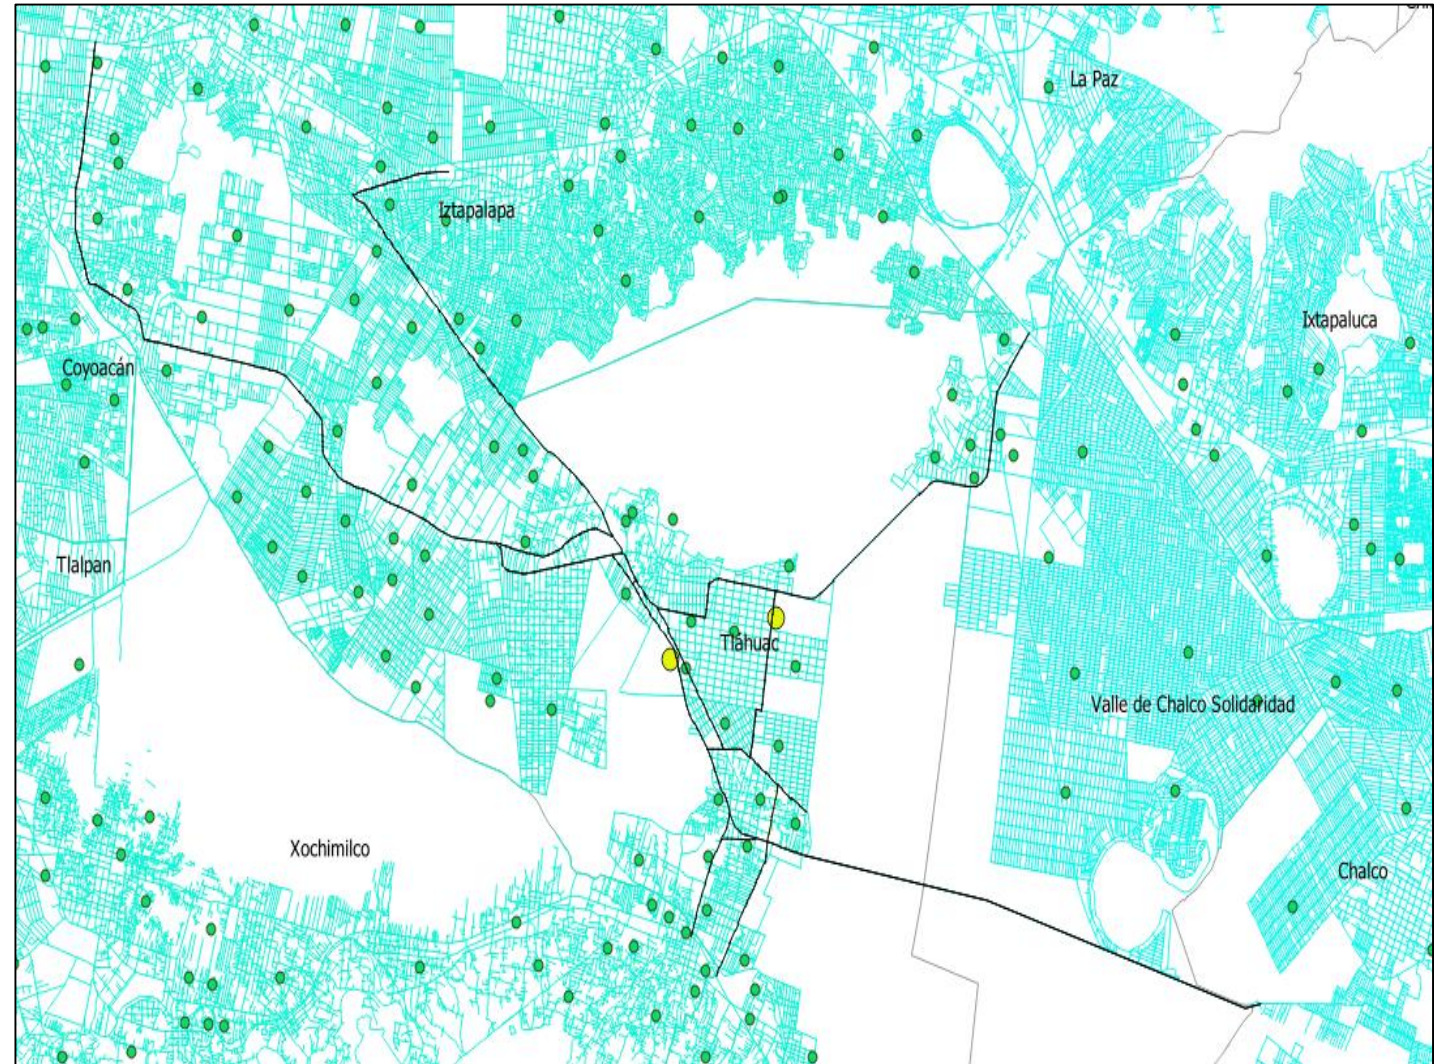 La Paz
Iztapalapa
Ixtapaluca
Coyoacán
Tlalpan
Tláhuac
Valle de Chalco Solidaridad
Xochimilco
Chalco